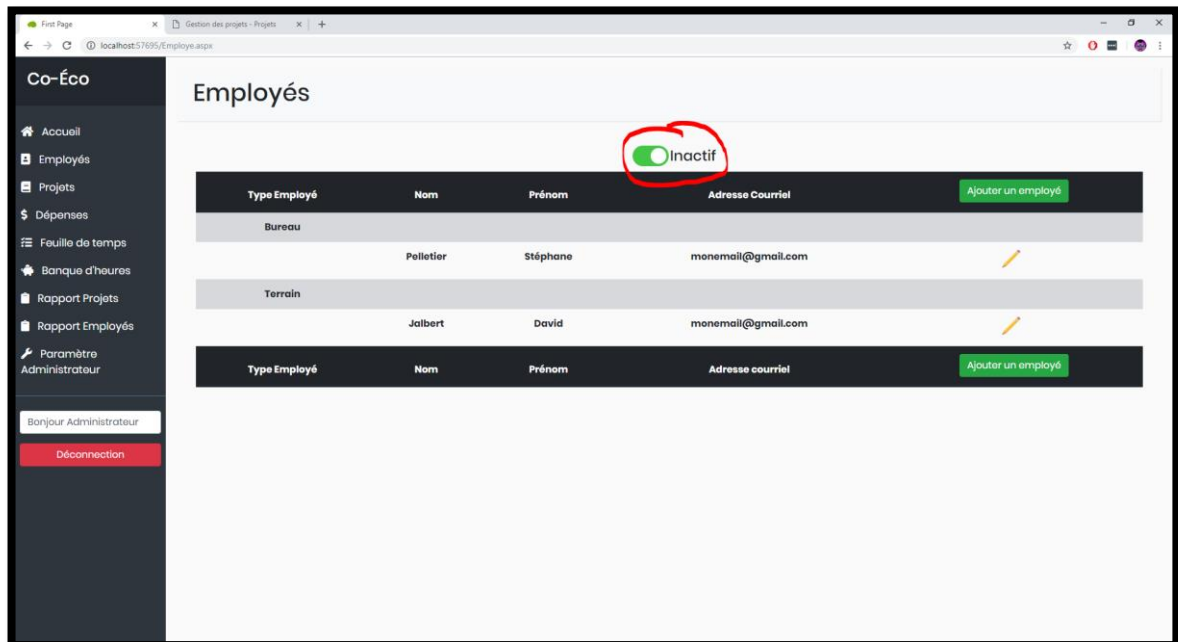 First Page
Gestion des projets - Projets
localhost:57695/Employe.aspx
Co-Éco
Accueil
Employés
Projets
$ Dépenses
Feuille de temps
Banque d'heures
Rapport Projets
Rapport Employés
Paramètre
Administrateur
Bonjour Administrateur
Déconnection
Employés
Inactif
Type Employé Nom Prénom Adresse Courriel Ajouter un employé
Bureau
Pelletier Stéphane monemail@gmail.com
Terrain
Jalbert David monemail@gmail.com
Type Employé Nom Prénom Adresse courriel Ajouter un employé